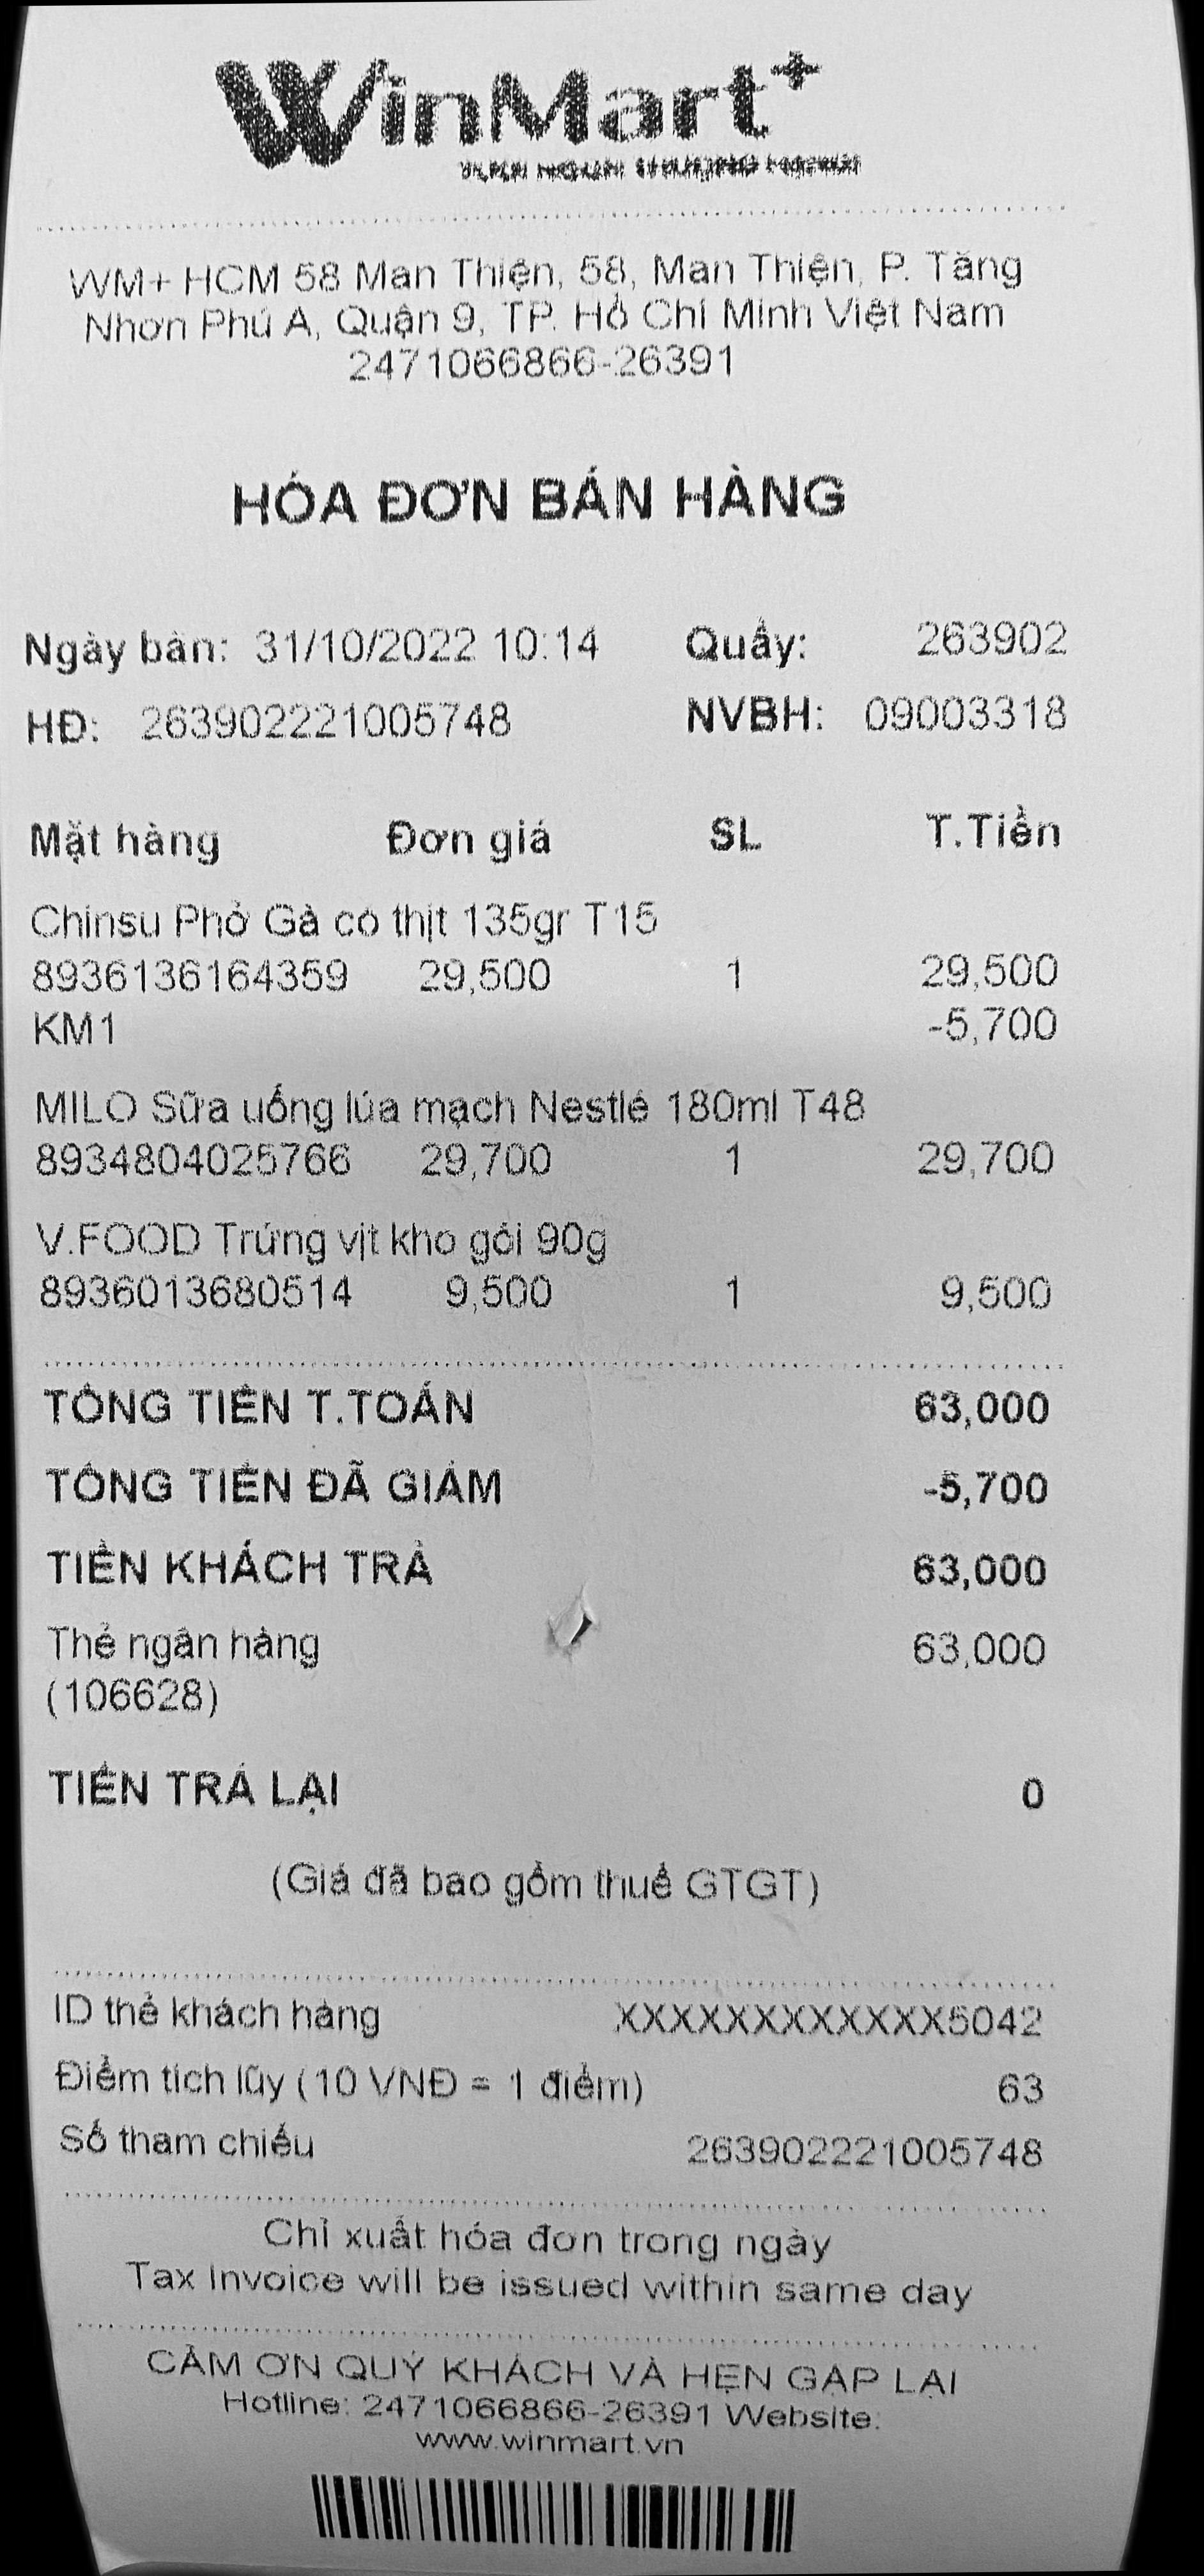 WinMart+
WM+ HCM 58 Man Thiện, 58, Man Thiện, P. Tăng
Nhơn Phú A, Quận 9, TP. Hồ Chí Minh Việt Nam
2471066866-26391
HÓA ĐƠN BÁN HÀNG
Ngày bán: 31/10/2022 10:14 Quầy: 263902
HĐ: 263902221005748 NVBH: 09003318
Mặt hàng Đơn giá SL T.Tiền
Chinsu Phở Gà có thịt 135gr T15
8936136164359 29,500 1 29,500
KM1 -5,700
MILO Sữa uống lúa mạch Nestlé 180ml T48
8934804025766 29,700 1 29,700
V.FOOD Trứng vịt kho gói 90g
8936013680514 9,500 1 9,500
TỔNG TIỀN T.TOÁN 63,000
TỔNG TIỀN ĐÃ GIẢM -5,700
TIỀN KHÁCH TRẢ 63,000
Thẻ ngân hàng 63,000
(106628)
TIỀN TRẢ LẠI 0
(Giá đã bao gồm thuế GTGT)
ID thẻ khách hàng XXXXXXXXXXXX5042
Điểm tích lũy (10 VNĐ = 1 điểm) 63
Số tham chiếu 263902221005748
Chỉ xuất hóa đơn trong ngày
Tax Invoice will be issued within same day
CẢM ƠN QUÝ KHÁCH VÀ HẸN GẶP LẠI
Hotline: 2471066866-26391 Website:
www.winmart.vn